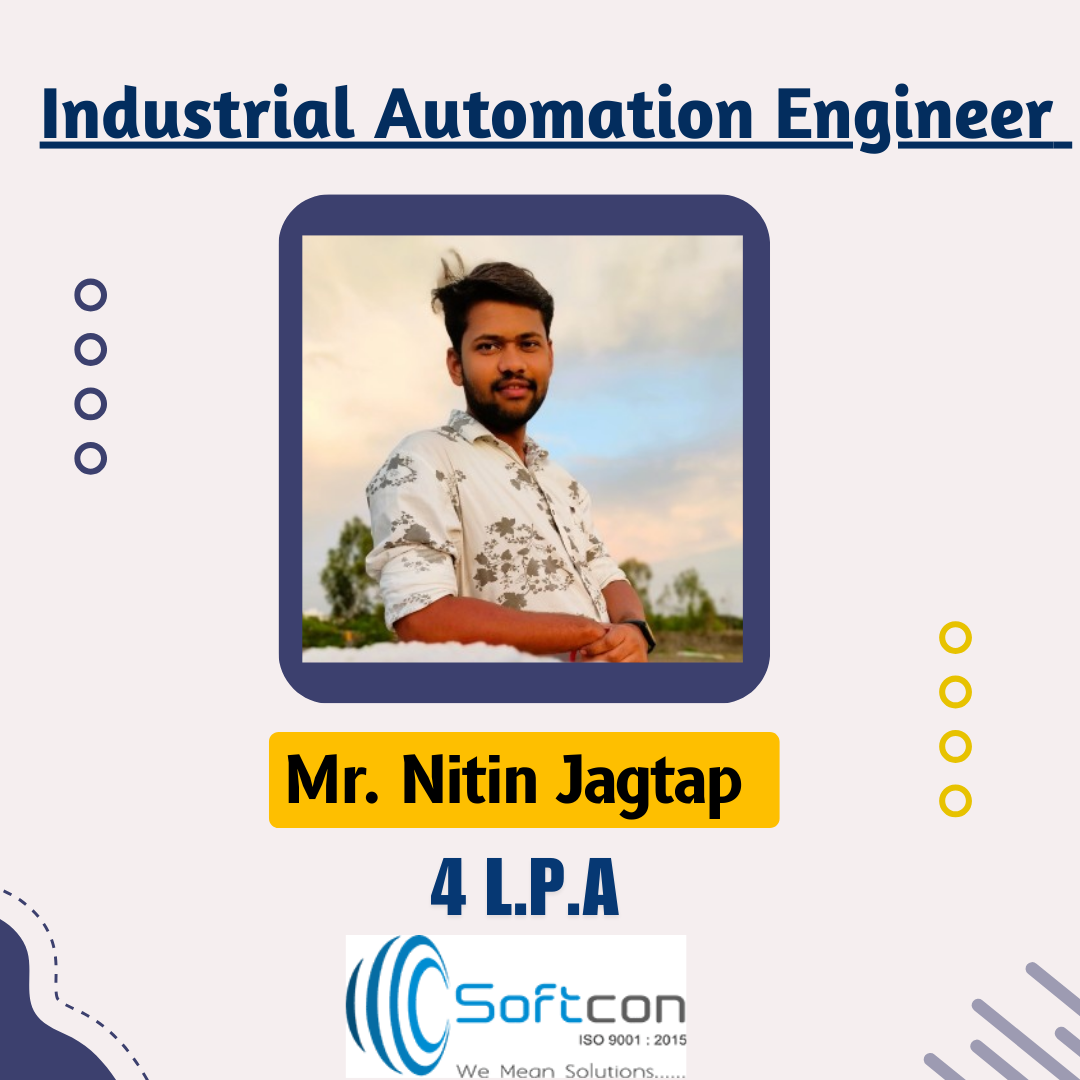 Industrial Automation Engineer
Mr. Nitin Jagtap
4 L.P.A
Softcon
ISO 9001 : 2015
We Mean Solutions......